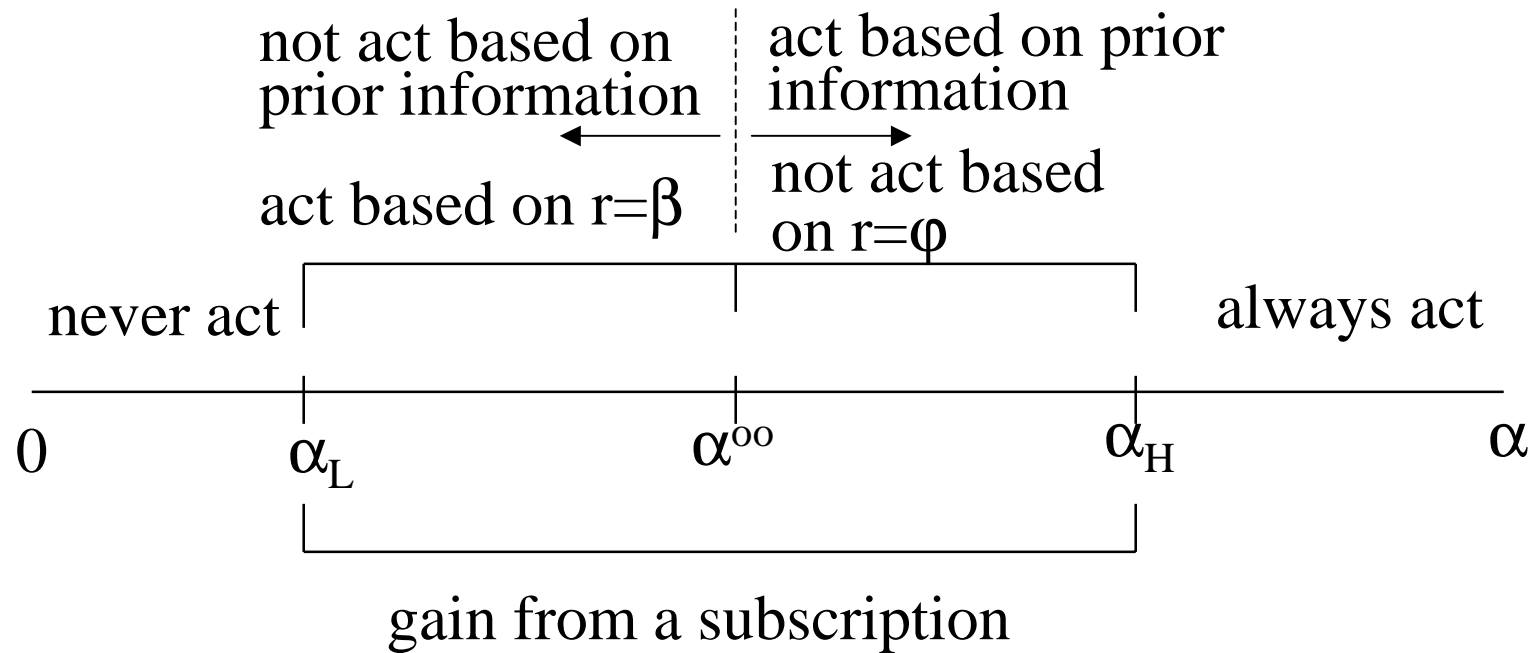 not act based on
prior information
act based on prior
information
act based on r=β
not act based
on r=φ
never act
always act
0
α_L
α^oo
α_H
α
gain from a subscription